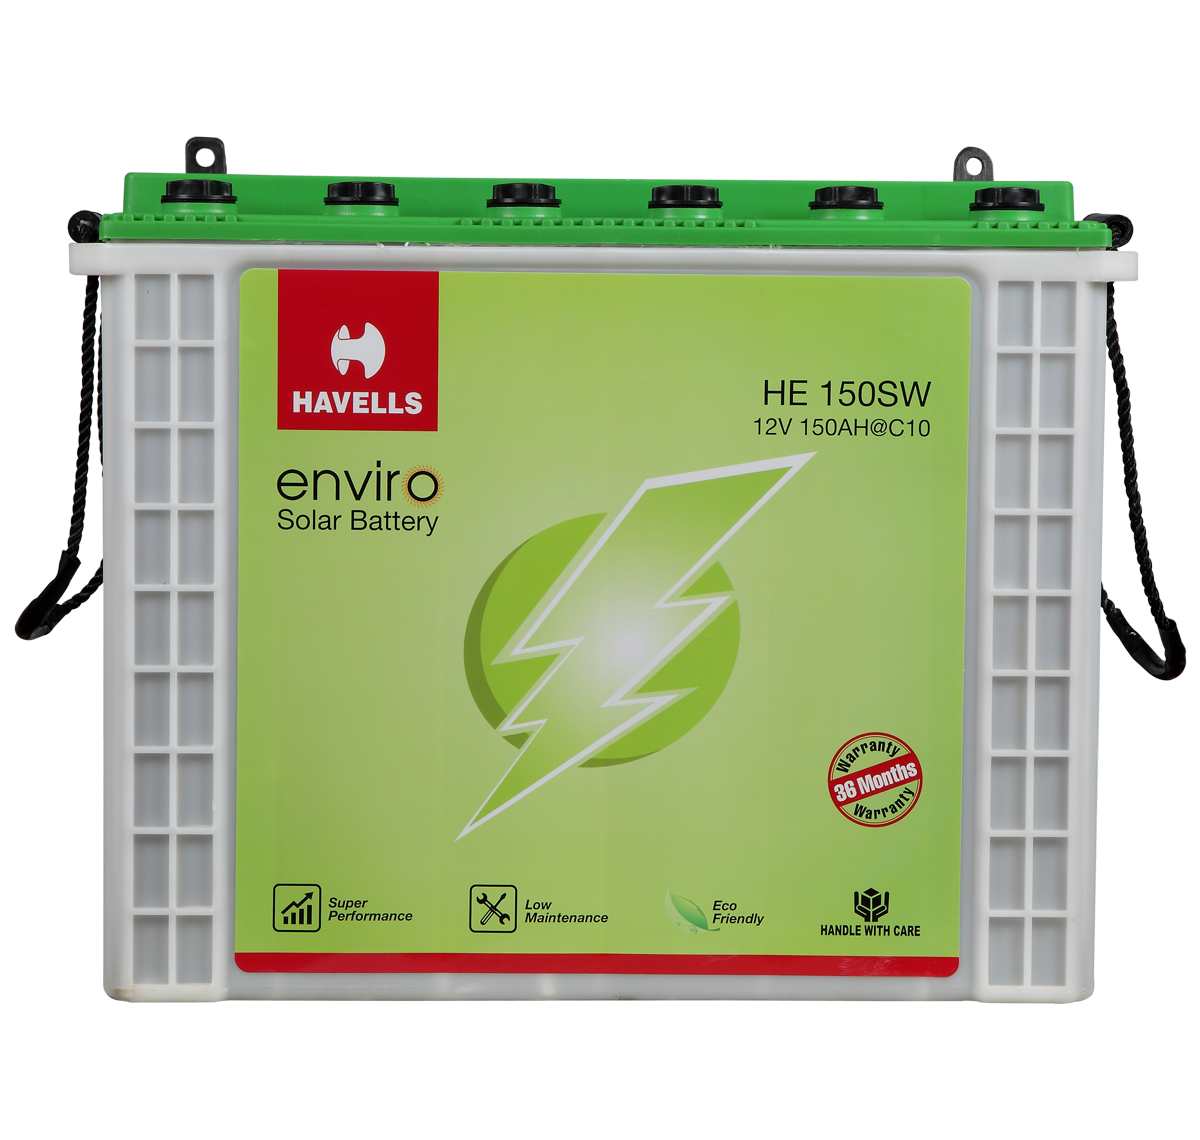 HAVELLS
HE 150SW
12V 150AH@C10
enviro
Solar Battery
Warranty
36 Months
Warranty
Super
Performance
Low
Maintenance
Eco
Friendly
HANDLE WITH CARE